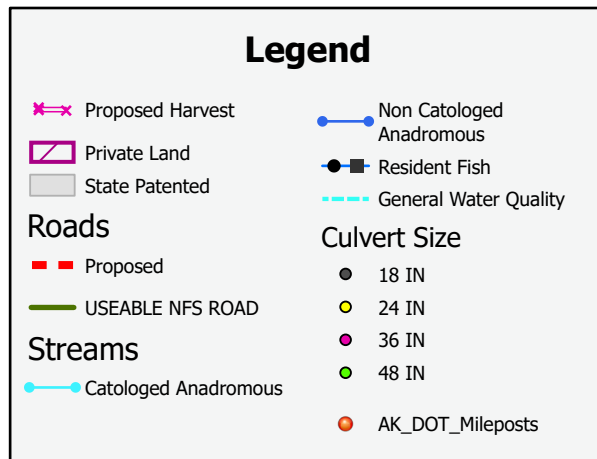 Legend
Proposed Harvest
Private Land
State Patented
Roads
Proposed
USEABLE NFS ROAD
Streams
Catologed Anadromous
Non Catologed
Anadromous
Resident Fish
General Water Quality
Culvert Size
18 IN
24 IN
36 IN
48 IN
AK_DOT_Mileposts